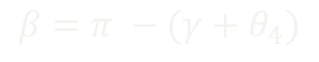 β = π − (γ + θ₄)